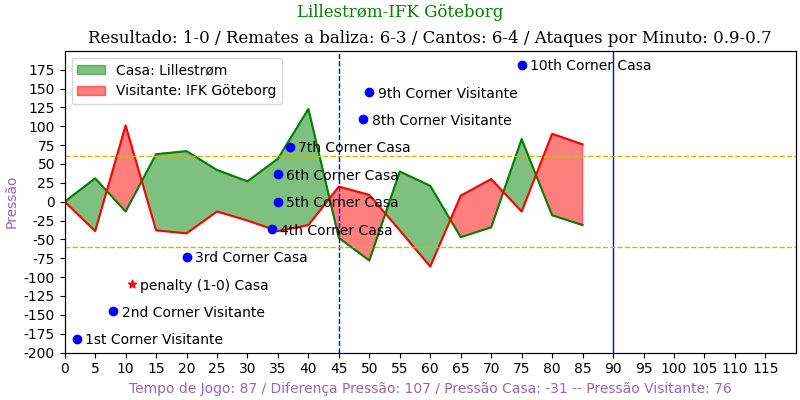 Lillestrøm-IFK Göteborg
Resultado: 1-0 / Remates a baliza: 6-3 / Cantos: 6-4 / Ataques por Minuto: 0.9-0.7
Casa: Lillestrøm
Visitante: IFK Göteborg
10th Corner Casa
9th Corner Visitante
8th Corner Visitante
7th Corner Casa
6th Corner Casa
5th Corner Casa
4th Corner Casa
3rd Corner Casa
penalty (1-0) Casa
2nd Corner Visitante
1st Corner Visitante
Pressão
175
150
125
100
75
50
25
0
-25
-50
-75
-100
-125
-150
-175
-200
0 5 10 15 20 25 30 35 40 45 50 55 60 65 70 75 80 85 90 95 100 105 110 115
Tempo de Jogo: 87 / Diferença Pressão: 107 / Pressão Casa: -31 -- Pressão Visitante: 76